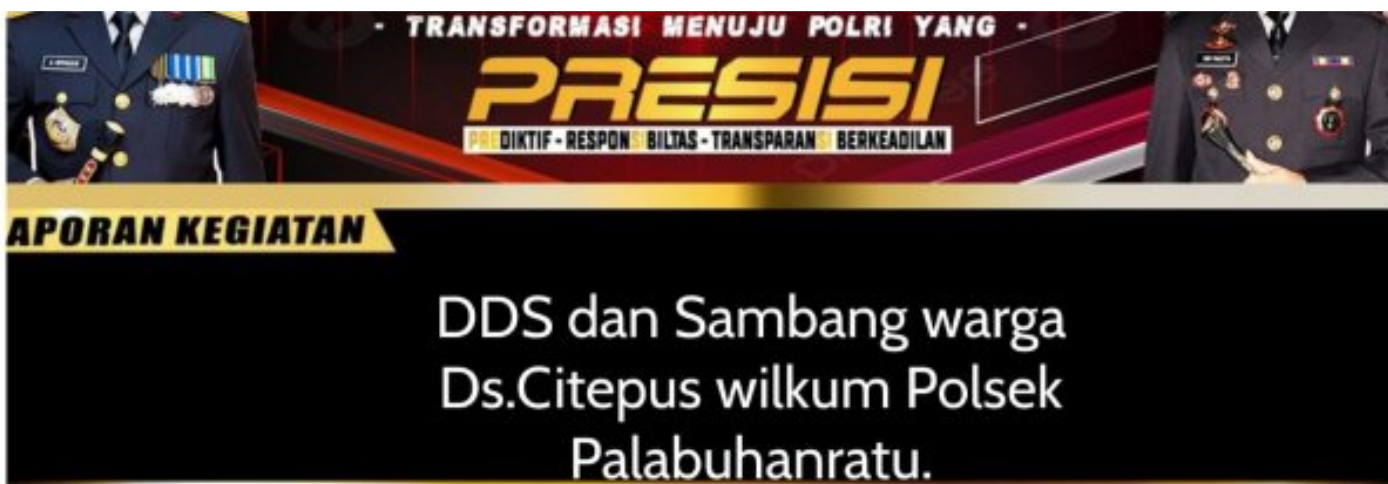 - TRANSFORMASI MENUJU POLRI YANG -
PRESISI
PREDIKTIF - RESPONSIBILTAS - TRANSPARANSI BERKEADILAN
APORAN KEGIATAN
DDS dan Sambang warga
Ds.Citepus wilkum Polsek
Palabuhanratu.